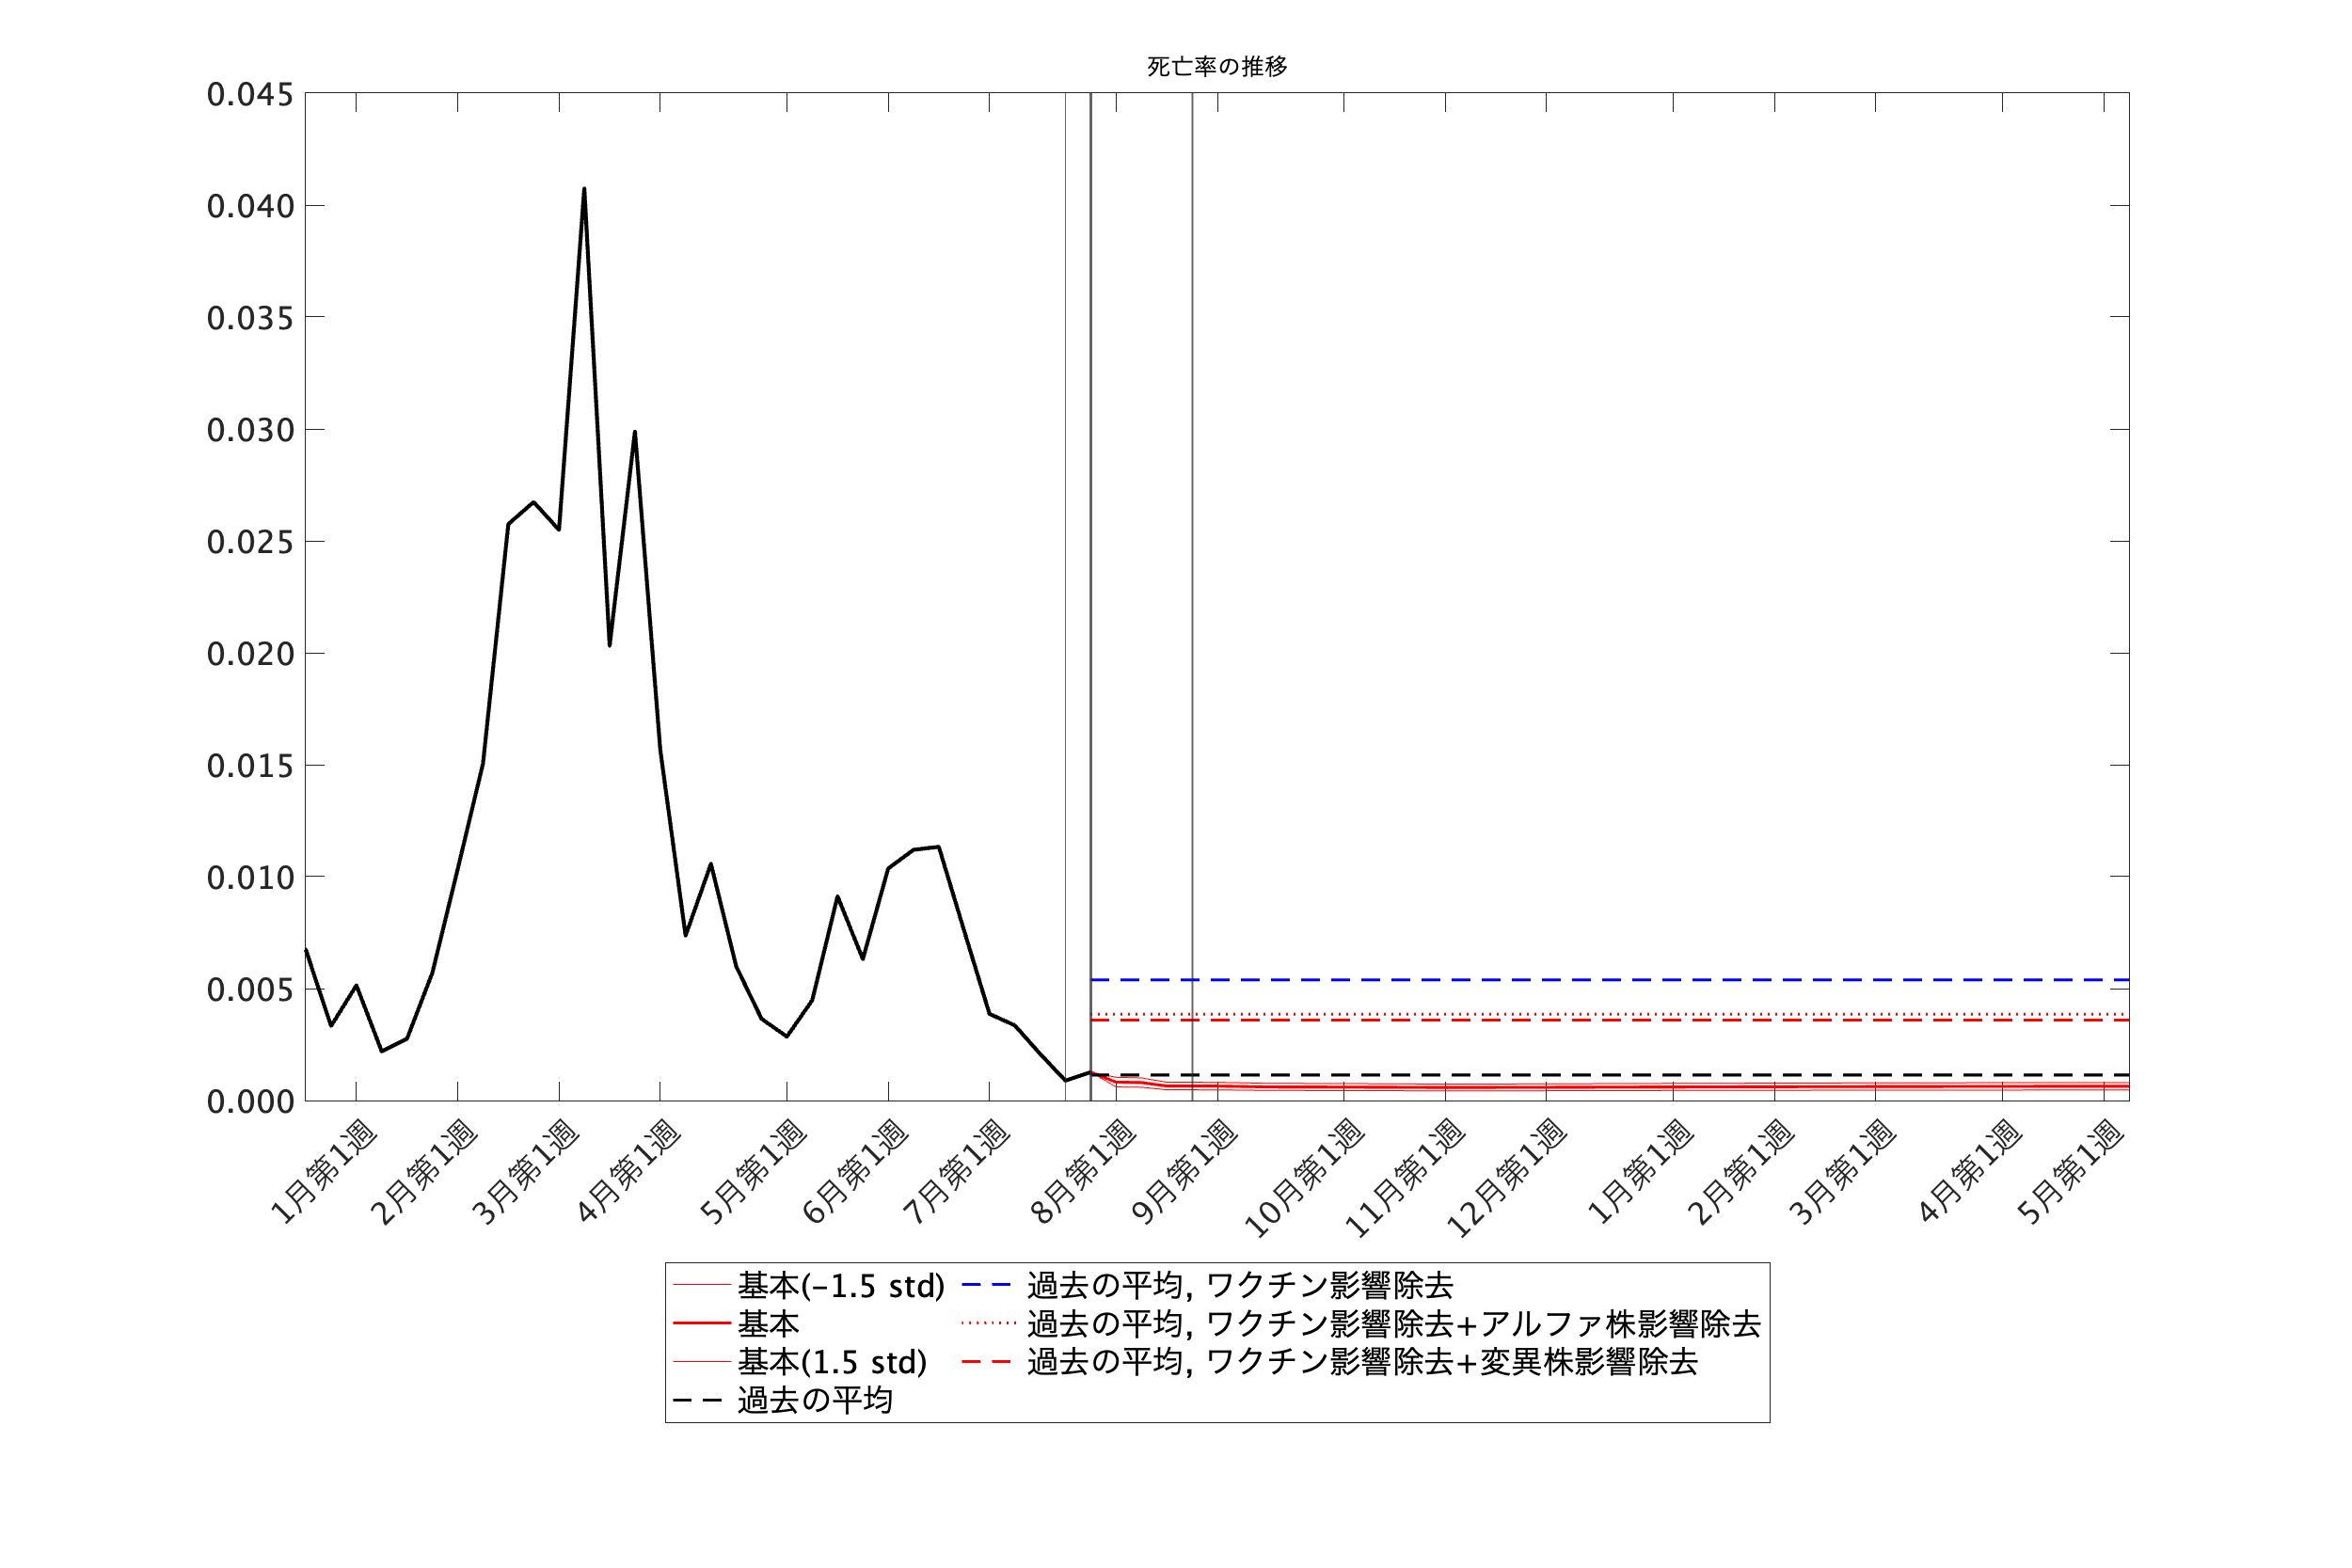 死亡率の推移
0.045
0.040
0.035
0.030
0.025
0.020
0.015
0.010
0.005
0.000
1月第1週
2月第1週
3月第1週
4月第1週
5月第1週
6月第1週
7月第1週
8月第1週
9月第1週
10月第1週
11月第1週
12月第1週
1月第1週
2月第1週
3月第1週
4月第1週
5月第1週
基本(-1.5 std)
基本
基本(1.5 std)
過去の平均
過去の平均, ワクチン影響除去
過去の平均, ワクチン影響除去+アルファ株影響除去
過去の平均, ワクチン影響除去+変異株影響除去